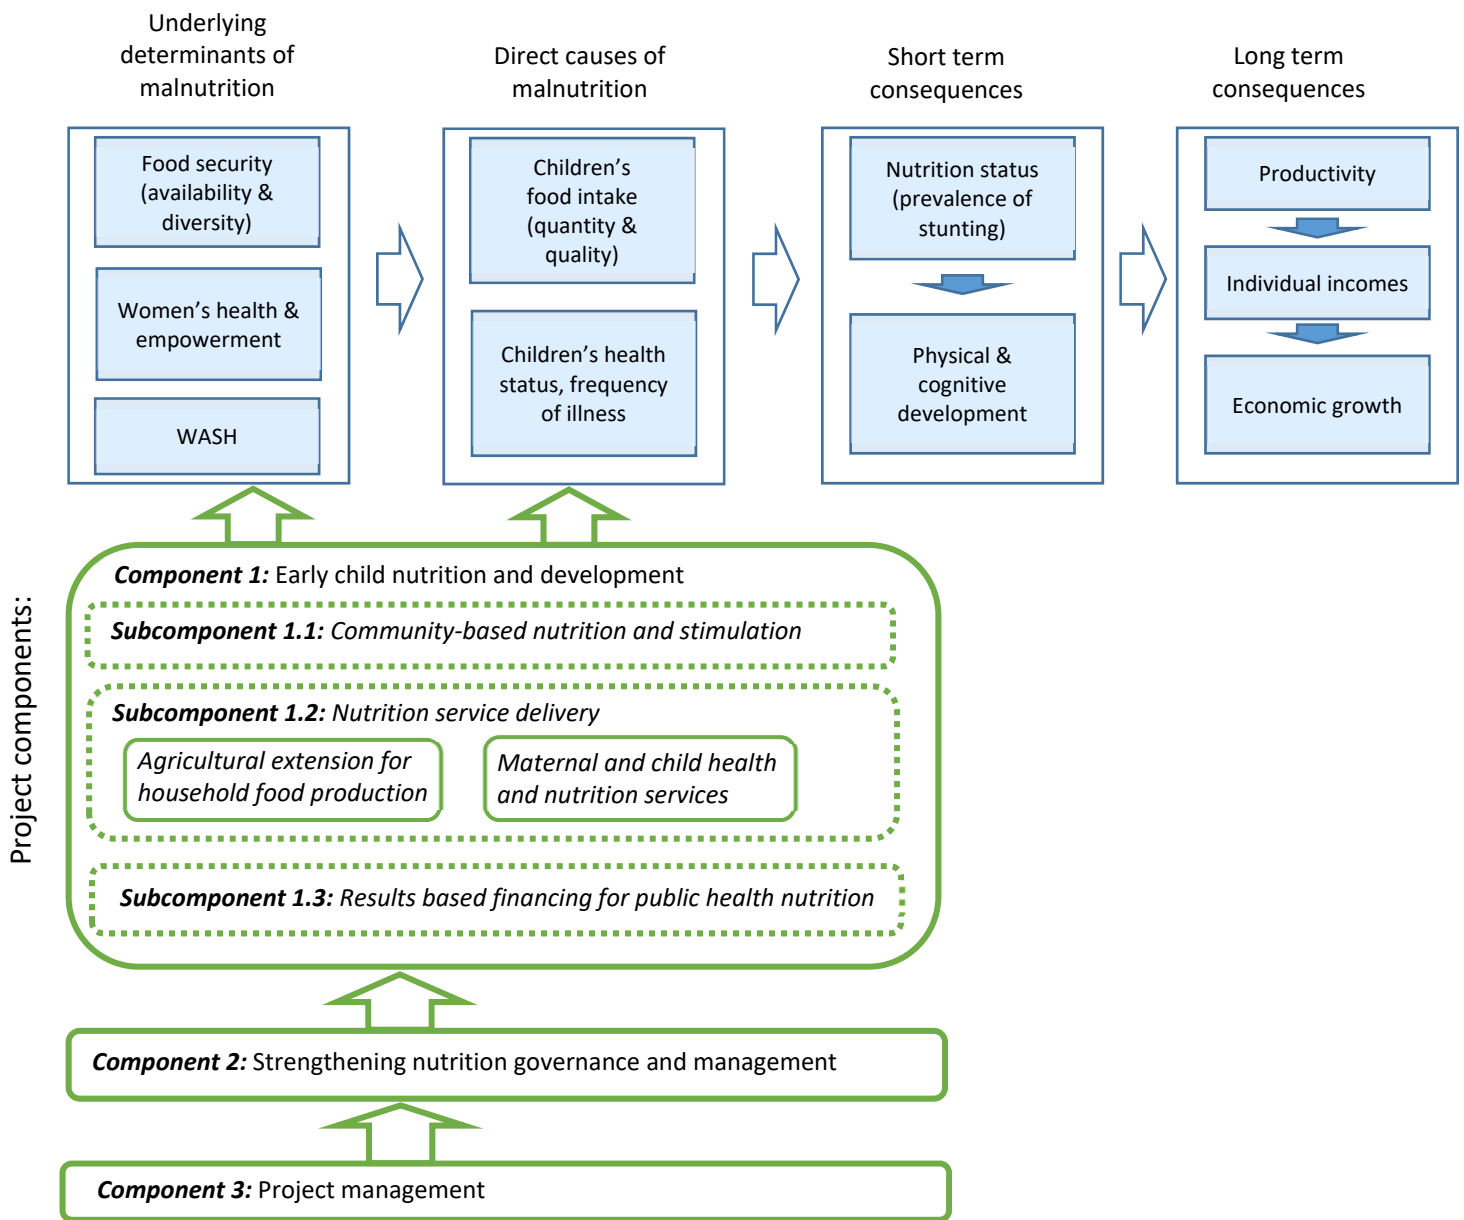 Underlying
determinants of
malnutrition
Direct causes of
malnutrition
Short term
consequences
Long term
consequences
Food security
(availability &
diversity)
Women’s health &
empowerment
WASH
Children’s
food intake
(quantity &
quality)
Children’s health
status, frequency
of illness
Nutrition status
(prevalence of
stunting)
Physical &
cognitive
development
Productivity
Individual incomes
Economic growth
Project components:
Component 1: Early child nutrition and development
Subcomponent 1.1: Community-based nutrition and stimulation
Subcomponent 1.2: Nutrition service delivery
Agricultural extension for
household food production
Maternal and child health
and nutrition services
Subcomponent 1.3: Results based financing for public health nutrition
Component 2: Strengthening nutrition governance and management
Component 3: Project management